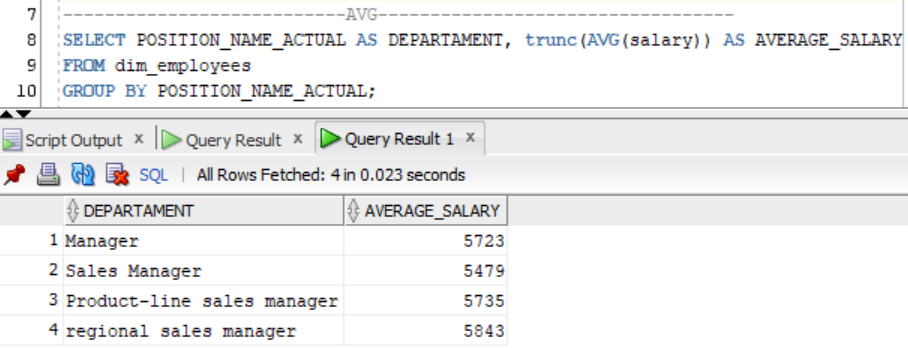 7 ---------------------------AVG----------------------------------
8 SELECT POSITION_NAME_ACTUAL AS DEPARTAMENT, trunc(AVG(salary)) AS AVERAGE_SALARY
9 FROM dim_employees
10 GROUP BY POSITION_NAME_ACTUAL;
Script Output x Query Result x Query Result 1 x
SQL | All Rows Fetched: 4 in 0.023 seconds
DEPARTAMENT AVERAGE_SALARY
1 Manager 5723
2 Sales Manager 5479
3 Product-line sales manager 5735
4 regional sales manager 5843